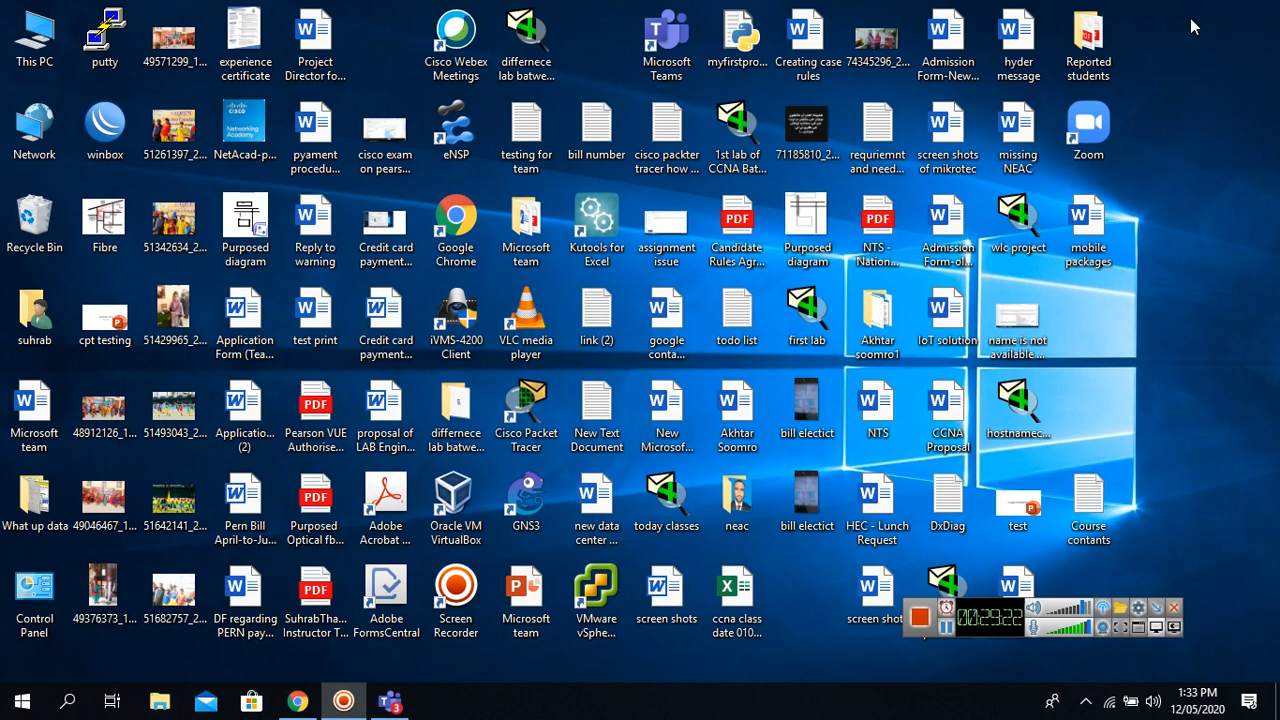 This PC
putty
49571299_1...
experience
certificate
Project
Director fo...
Cisco Webex
Meetings
differnece
lab batwe...
Microsoft
Teams
myfirstpro...
Creating case
rules
74345296_2...
Admission
Form-New...
hyder
message
Reported
students
Network
winbox
51261397_2...
NetAcad-p...
pyament
procedu...
cisco exam
on pears...
eNSP
testing for
team
bill number
cisco packter
tracer how ...
1st lab of
CCNA Bat...
71185810_2...
requriemnt
and need...
screen shots
of mikrotec
missing
NEAC
Zoom
Recycle Bin
Fibre
51342634_2...
Purposed
diagram
Reply to
warning
Credit card
payment...
Google
Chrome
Microsoft
team
Kutools for
Excel
assignment
issue
Candidate
Rules Agr...
Purposed
diagram
NTS -
Nation...
Admission
Form-ol...
wlc project
mobile
packages
suhrab
cpt testing
51429965_2...
Application
Form (Tea...
test print
Credit card
payment...
iVMS-4200
Client
VLC media
player
link (2)
google
conta...
todo list
first lab
Akhtar
soomro1
IoT solution
name is not
available ...
Microsoft
team
48912126_1...
51493043_2...
Applicatio...
(2)
Pearson VUE
Authorise...
proposal of
LAB Engin...
differnece
lab batwe...
Cisco Packet
Tracer
New Text
Document
New
Microsof...
Akhtar
Soomro
bill electict
NTS
CCNA
Proposal
hostnamec...
What up data
49046467_1...
51642141_2...
Pern Bill
April-to-Ju...
Purposed
Optical fb...
Adobe
Acrobat ...
Oracle VM
VirtualBox
GNS3
new data
center ...
today classes
neac
bill electict
HEC - Lunch
Request
DxDiag
test
Course
contants
Control
Panel
49376373_1...
51682757_2...
DF regarding
PERN pay...
SuhrabTha...
Instructor T...
Adobe
FormsCentral
Screen
Recorder
Microsoft
team
VMware
vSphe...
screen shots
ccna class
date 010...
screen shot
00:29:22
3
1:33 PM
12/05/2020